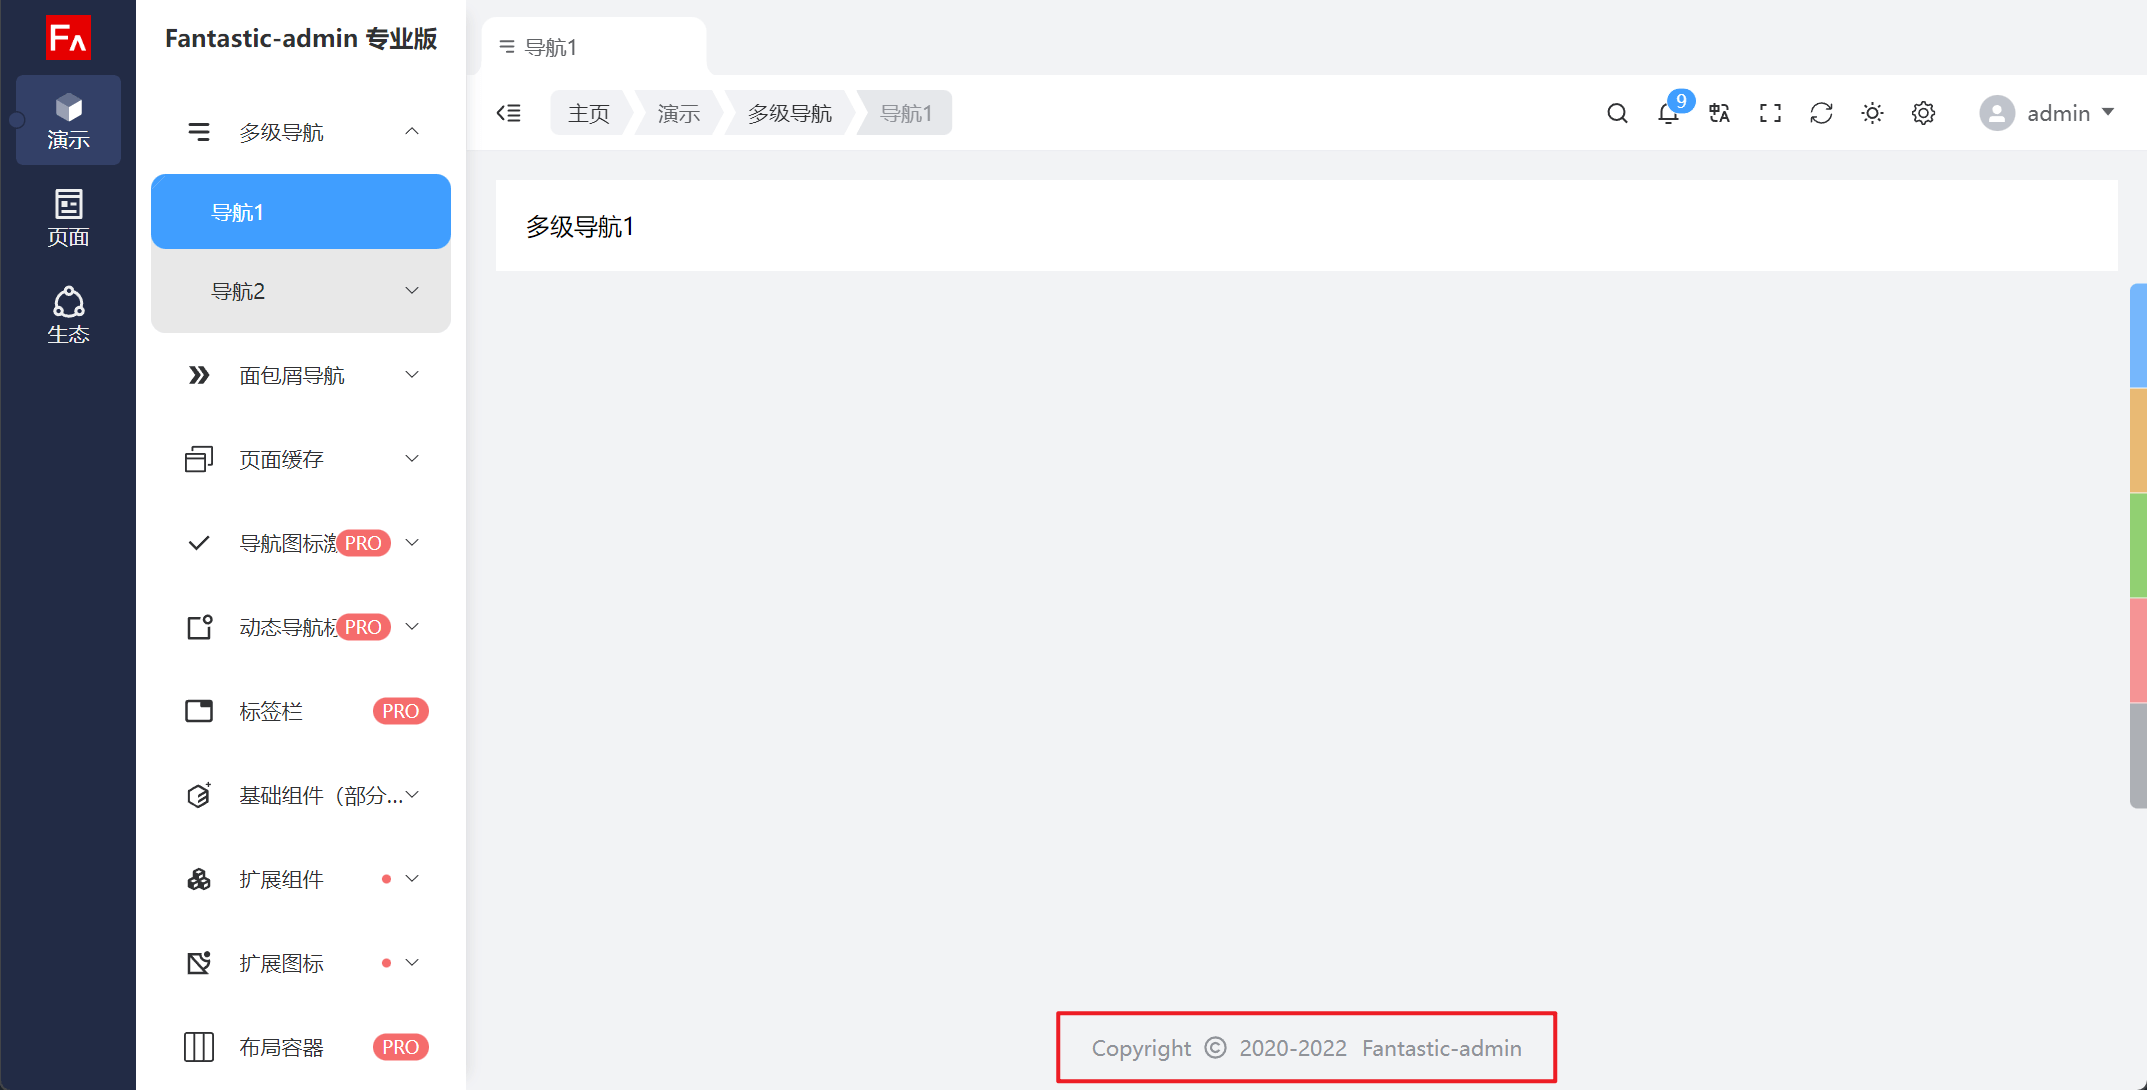 FA
演示
页面
生态
Fantastic-admin 专业版
多级导航
导航1
导航2
面包屑导航
页面缓存
导航图标激 PRO
动态导航标 PRO
标签栏 PRO
基础组件（部分...
扩展组件
扩展图标
布局容器 PRO
导航1
主页 演示 多级导航 导航1
9
admin
多级导航1
Copyright © 2020-2022 Fantastic-admin